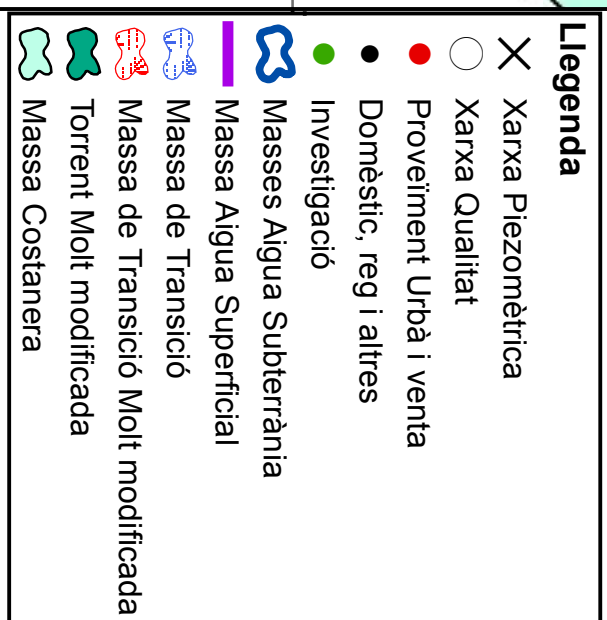 Llegenda
Xarxa Piezomètrica
Xarxa Qualitat
Proveïment Urbà i venta
Domèstic, reg i altres
Investigació
Masses Aigua Subterrània
Massa Aigua Superficial
Massa de Transició
Massa de Transició Molt modificada
Torrent Molt modificada
Massa Costanera